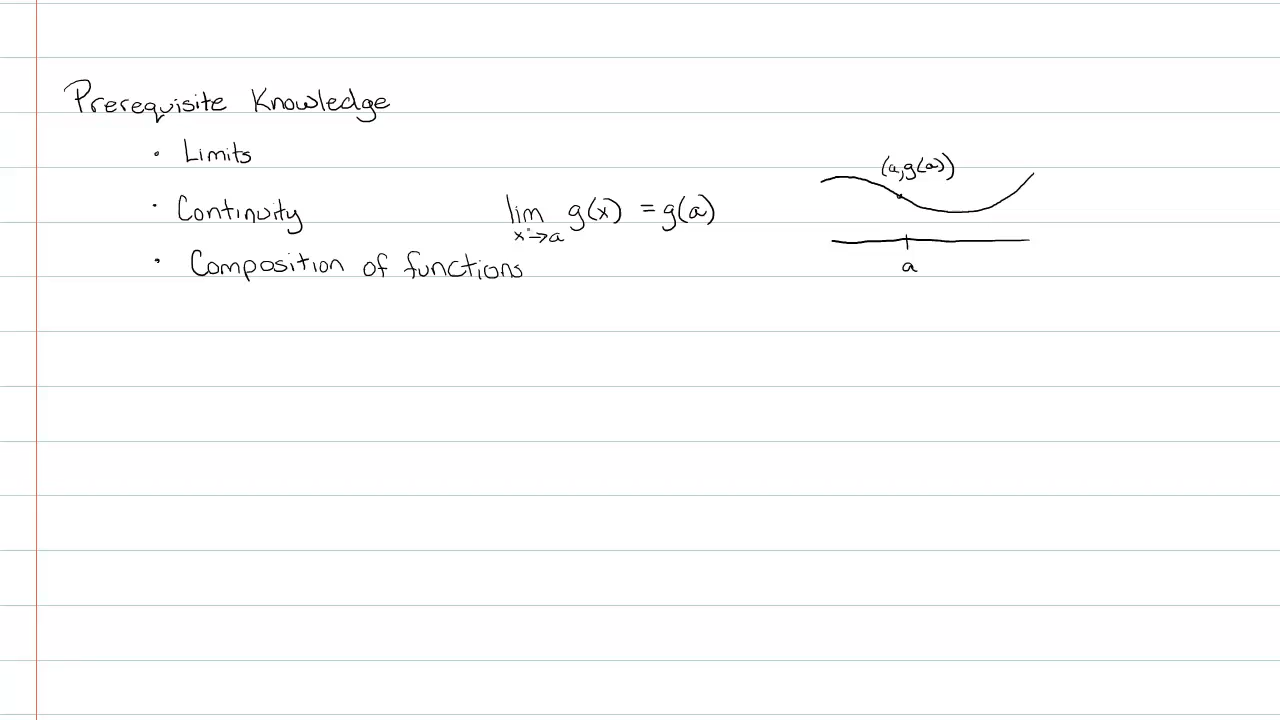 Prerequisite Knowledge
· Limits
(a,g(a))
· Continuity lim x→a g(x) = g(a)
· Composition of functions
a